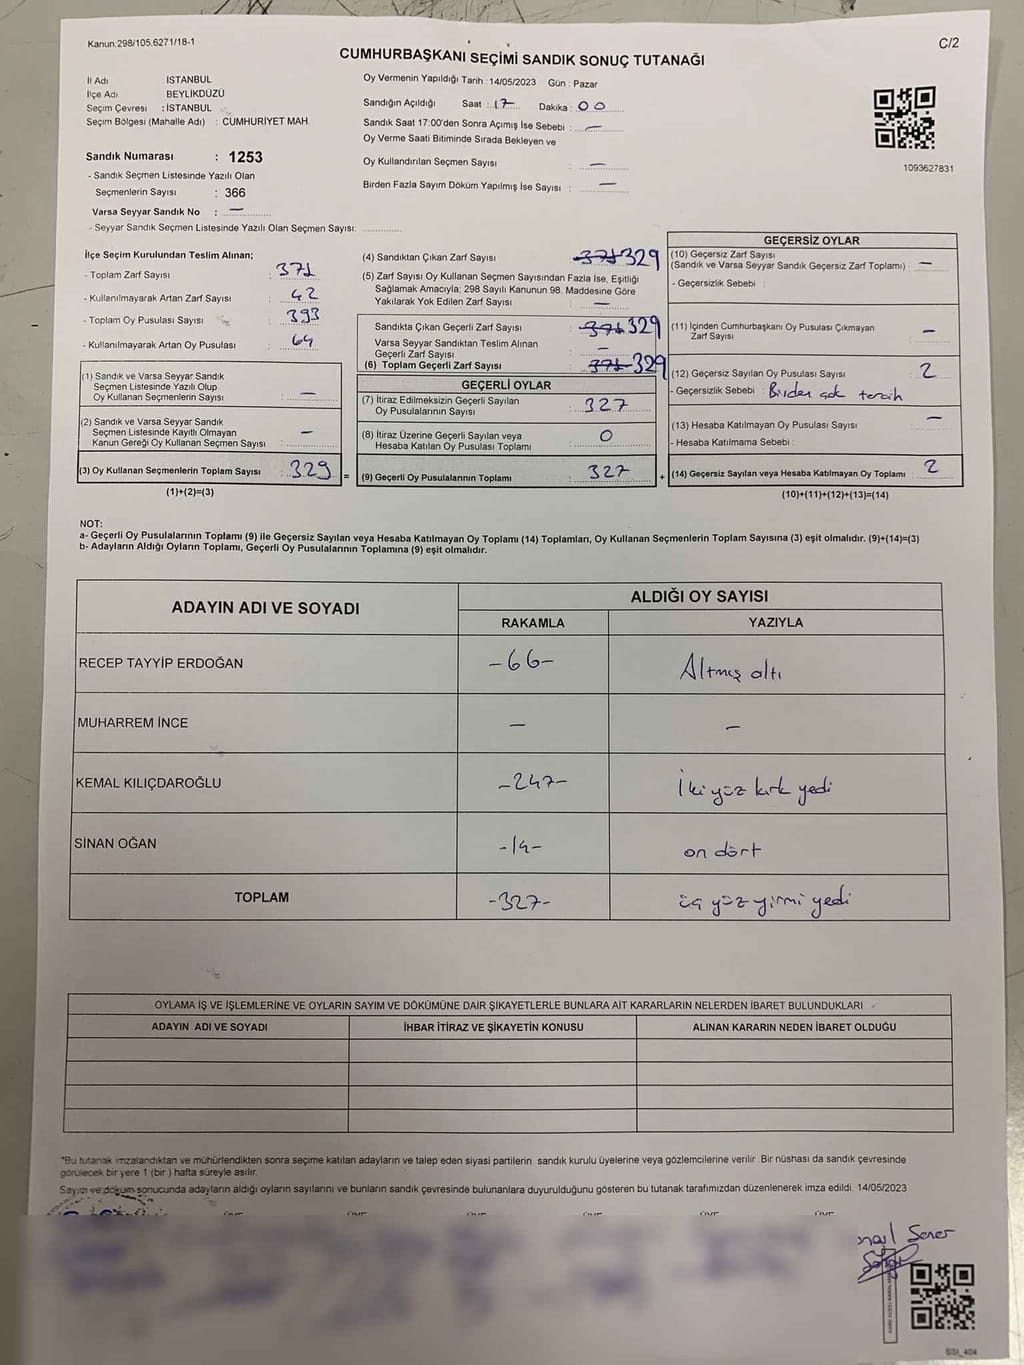 Kanun.298/105.6271/18-1
C/2
CUMHURBAŞKANI SEÇİMİ SANDIK SONUÇ TUTANAĞI
İl Adı : İSTANBUL
İlçe Adı : BEYLİKDÜZÜ
Seçim Çevresi : İSTANBUL
Seçim Bölgesi (Mahalle Adı) : CUMHURİYET MAH.
Oy Vermenin Yapıldığı Tarih : 14/05/2023 Gün : Pazar
Sandığın Açıldığı Saat : 17 Dakika : 00
Sandık Saat 17:00'den Sonra Açımış İse Sebebi : —
Oy Verme Saati Bitiminde Sırada Bekleyen ve
Oy Kullandırılan Seçmen Sayısı : —
Birden Fazla Sayım Döküm Yapılmış İse Sayısı : —
1093627831
Sandık Numarası : 1253
- Sandık Seçmen Listesinde Yazılı Olan
Seçmenlerin Sayısı : 366
Varsa Seyyar Sandık No : —
- Seyyar Sandık Seçmen Listesinde Yazılı Olan Seçmen Sayısı:
İlçe Seçim Kurulundan Teslim Alınan;
- Toplam Zarf Sayısı : 371
- Kullanılmayarak Artan Zarf Sayısı : 42
- Toplam Oy Pusulası Sayısı : 393
- Kullanılmayarak Artan Oy Pusulası : 64
(1) Sandık ve Varsa Seyyar Sandık
Seçmen Listesinde Yazılı Olup
Oy Kullanan Seçmenlerin Sayısı : —
(2) Sandık ve Varsa Seyyar Sandık
Seçmen Listesinde Kayıtlı Olmayan
Kanun Gereği Oy Kullanan Seçmen Sayısı : —
(3) Oy Kullanan Seçmenlerin Toplam Sayısı : 329 =
(1)+(2)=(3)
(4) Sandıktan Çıkan Zarf Sayısı : 371 329
(5) Zarf Sayısı Oy Kullanan Seçmen Sayısından Fazla İse, Eşitliği
Sağlamak Amacıyla; 298 Sayılı Kanunun 98. Maddesine Göre
Yakılarak Yok Edilen Zarf Sayısı : —
Sandıkta Çıkan Geçerli Zarf Sayısı : 371 329
Varsa Seyyar Sandıktan Teslim Alınan
Geçerli Zarf Sayısı : —
(6) Toplam Geçerli Zarf Sayısı : 371 329
GEÇERLİ OYLAR
(7) İtiraz Edilmeksizin Geçerli Sayılan
Oy Pusulalarının Sayısı : 327
(8) İtiraz Üzerine Geçerli Sayılan veya
Hesaba Katılan Oy Pusulası Toplamı : 0
(9) Geçerli Oy Pusulalarının Toplamı : 327 +
GEÇERSİZ OYLAR
(10) Geçersiz Zarf Sayısı
(Sandık ve Varsa Seyyar Sandık Geçersiz Zarf Toplamı) : —
- Geçersizlik Sebebi :
(11) İçinden Cumhurbaşkanı Oy Pusulası Çıkmayan
Zarf Sayısı : —
(12) Geçersiz Sayılan Oy Pusulası Sayısı : 2
- Geçersizlik Sebebi : Birden çok tercih
(13) Hesaba Katılmayan Oy Pusulası Sayısı : —
- Hesaba Katılmama Sebebi :
(14) Geçersiz Sayılan veya Hesaba Katılmayan Oy Toplamı : 2
(10)+(11)+(12)+(13)=(14)
NOT:
a- Geçerli Oy Pusulalarının Toplamı (9) ile Geçersiz Sayılan veya Hesaba Katılmayan Oy Toplamı (14) Toplamları, Oy Kullanan Seçmenlerin Toplam Sayısına (3) eşit olmalıdır. (9)+(14)=(3)
b- Adayların Aldığı Oyların Toplamı, Geçerli Oy Pusulalarının Toplamına (9) eşit olmalıdır.
ADAYIN ADI VE SOYADI
ALDIĞI OY SAYISI
RAKAMLA YAZIYLA
RECEP TAYYİP ERDOĞAN -66- Altmış altı
MUHARREM İNCE — —
KEMAL KILIÇDAROĞLU -247- İki yüz kırk yedi
SİNAN OĞAN -14- on dört
TOPLAM -327- üç yüz yirmi yedi
OYLAMA İŞ VE İŞLEMLERİNE VE OYLARIN SAYIM VE DÖKÜMÜNE DAİR ŞİKAYETLERLE BUNLARA AİT KARARLARIN NELERDEN İBARET BULUNDUKLARI
ADAYIN ADI VE SOYADI İHBAR İTİRAZ VE ŞİKAYETİN KONUSU ALINAN KARARIN NEDEN İBARET OLDUĞU
*Bu tutanak imzalandıktan ve mühürlendikten sonra seçime katılan adayların ve talep eden siyasi partilerin sandık kurulu üyelerine veya gözlemcilerine verilir. Bir nüshası da sandık çevresinde
görülecek bir yere 1 (bir) hafta süreyle asılır.
Sayım ve döküm sonucunda adayların aldığı oyların sayılarını ve bunların sandık çevresinde bulunanlara duyurulduğunu gösteren bu tutanak tarafımızdan düzenlenerek imza edildi. 14/05/2023
Sener
SSI_404